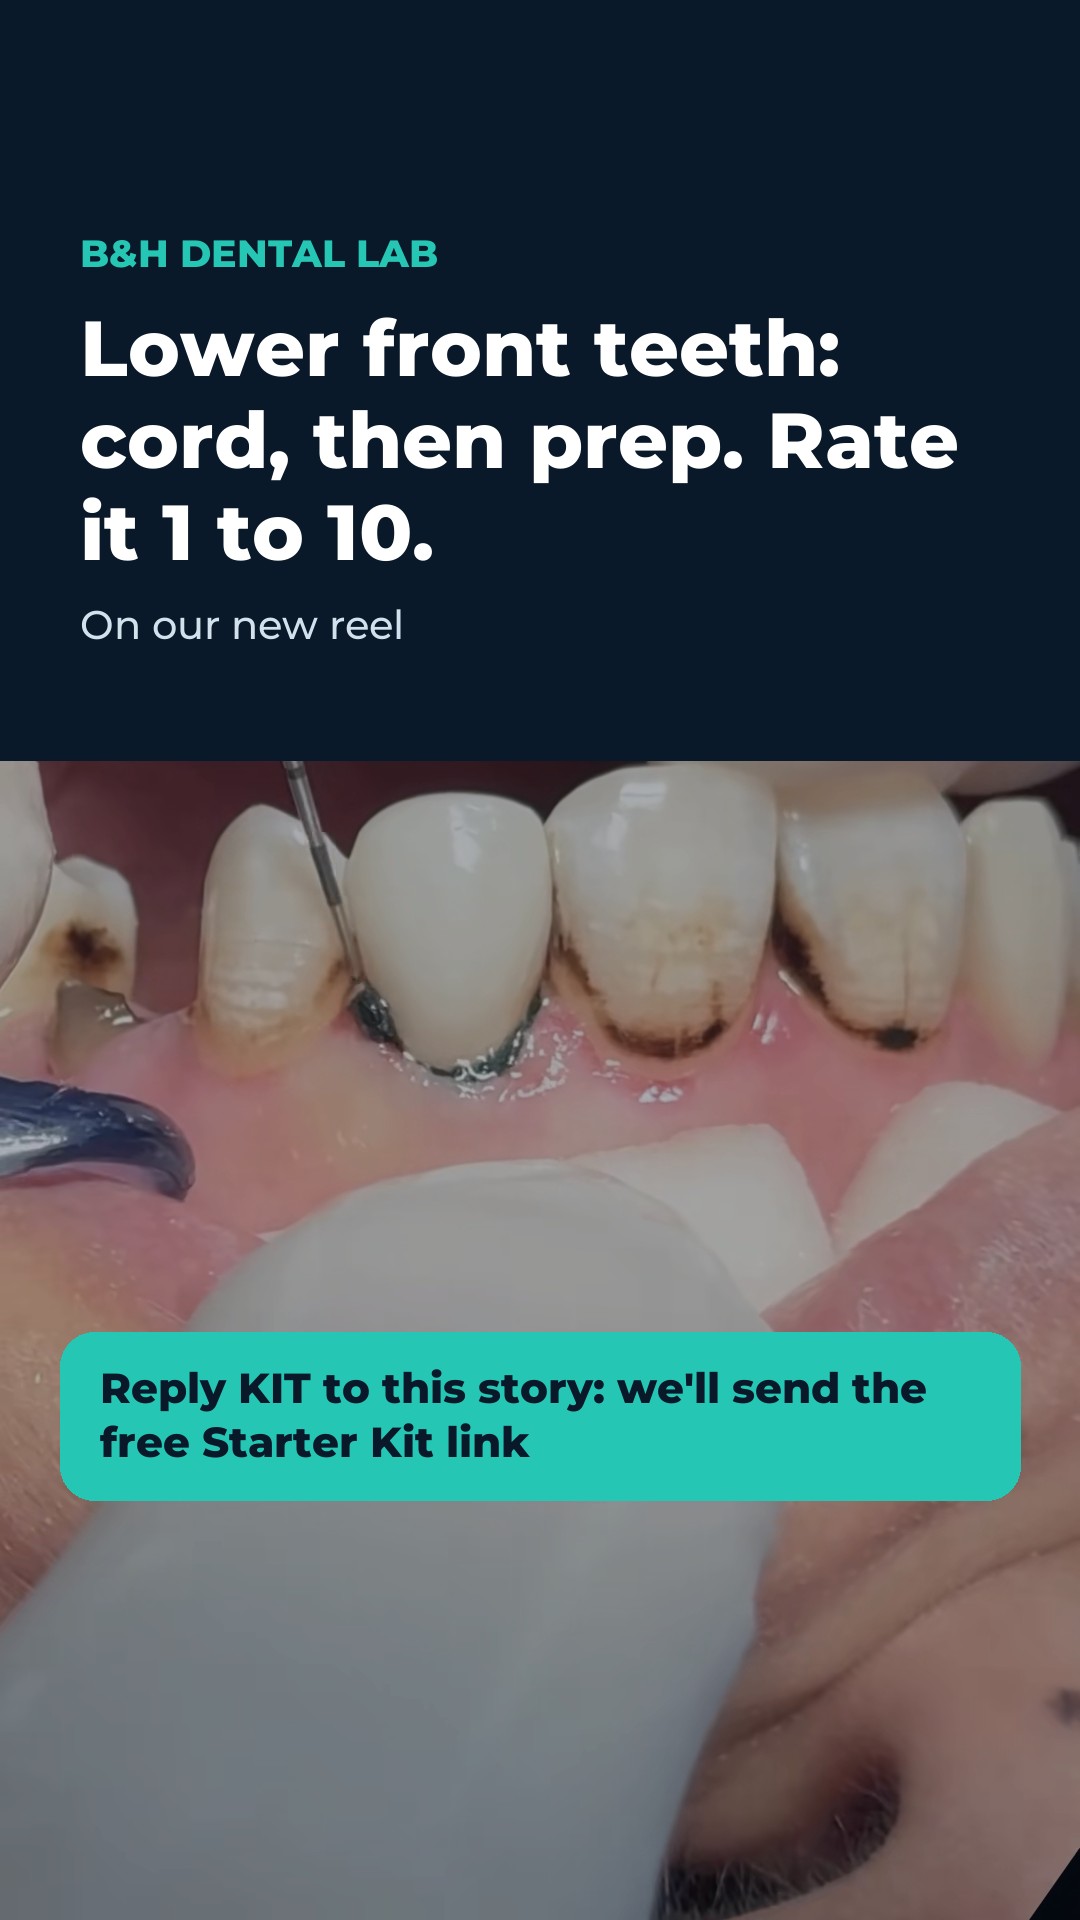 B&H DENTAL LAB
Lower front teeth:
cord, then prep. Rate
it 1 to 10.
On our new reel
Reply KIT to this story: we'll send the
free Starter Kit link